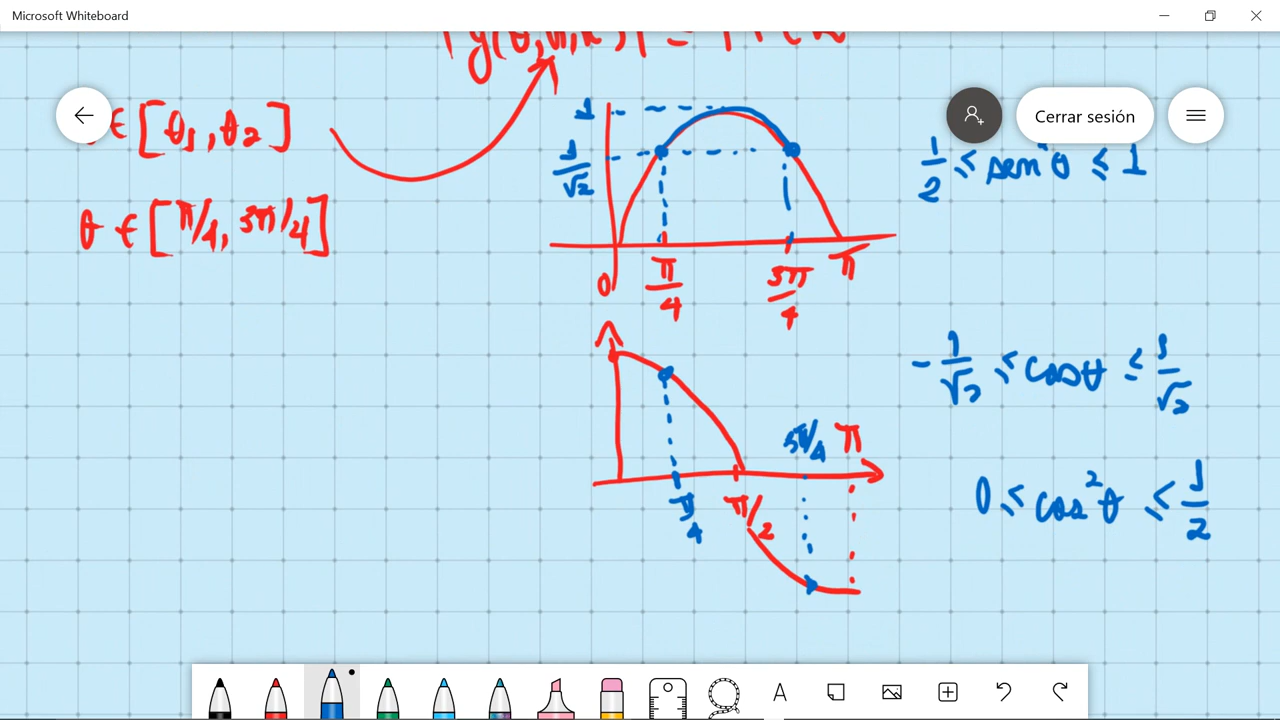 Microsoft Whiteboard
Cerrar sesión
∈ [θ1, θ2]
θ ∈ [π/4, 3π/4]
1
1/√2
0
π/4
3π/4
π
1/2 ≤ sen²θ ≤ 1
-1/√2 ≤ cosθ ≤ 1/√2
3π/4
π
π/4
π/2
0 ≤ cos²θ ≤ 1/2
A